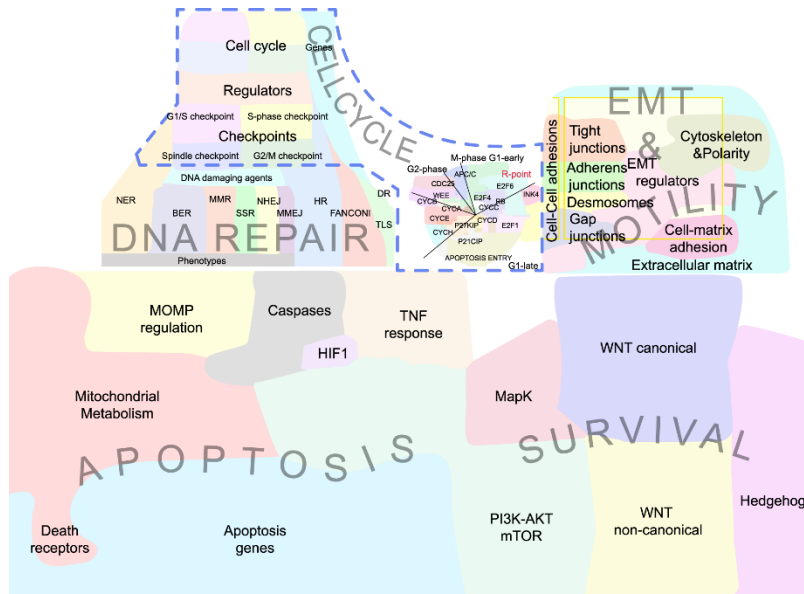 Cell cycle
Genes
CELL CYCLE
Regulators
G1/S checkpoint
S-phase checkpoint
Checkpoints
Spindle checkpoint
G2/M checkpoint
DNA damaging agents
NER
BER
MMR
SSR
NHEJ
MMEJ
HR
FANCONI
DR
TLS
DNA REPAIR
Phenotypes
M-phase
G1-early
G2-phase
APC/C
R-point
CDC25
E2F6
WEE
INK4
CYCB
E2F4
RB
CYCA
CYCC
CYCE
CYCD
P27KIP
E2F1
CYCH
P21CIP
APOPTOSIS ENTRY
G1-late
EMT
&
MOTILITY
Cell-Cell adhesions
Tight
junctions
Adherens
junctions
Desmosomes
Gap
junctions
EMT
regulators
Cytoskeleton
&Polarity
Cell-matrix
adhesion
Extracellular matrix
MOMP
regulation
Caspases
TNF
response
HIF1
Mitochondrial
Metabolism
APOPTOSIS
Death
receptors
Apoptosis
genes
MapK
WNT canonical
SURVIVAL
PI3K-AKT
mTOR
WNT
non-canonical
Hedgehog